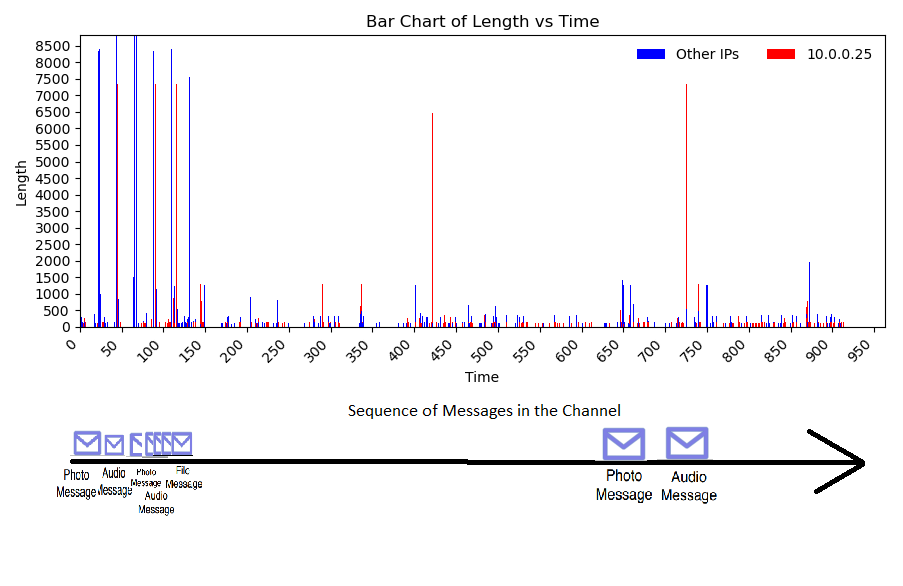 Bar Chart of Length vs Time
Other IPs
10.0.0.25
8500
8000
7500
7000
6500
6000
5500
5000
4500
4000
3500
3000
2500
2000
1500
1000
500
0
Length
0 50 100 150 200 250 300 350 400 450 500 550 600 650 700 750 800 850 900 950
Time
Sequence of Messages in the Channel
Photo
Message
Audio
Message
Photo
Message
Audio
Message
File
Message
Photo
Message
Audio
Message